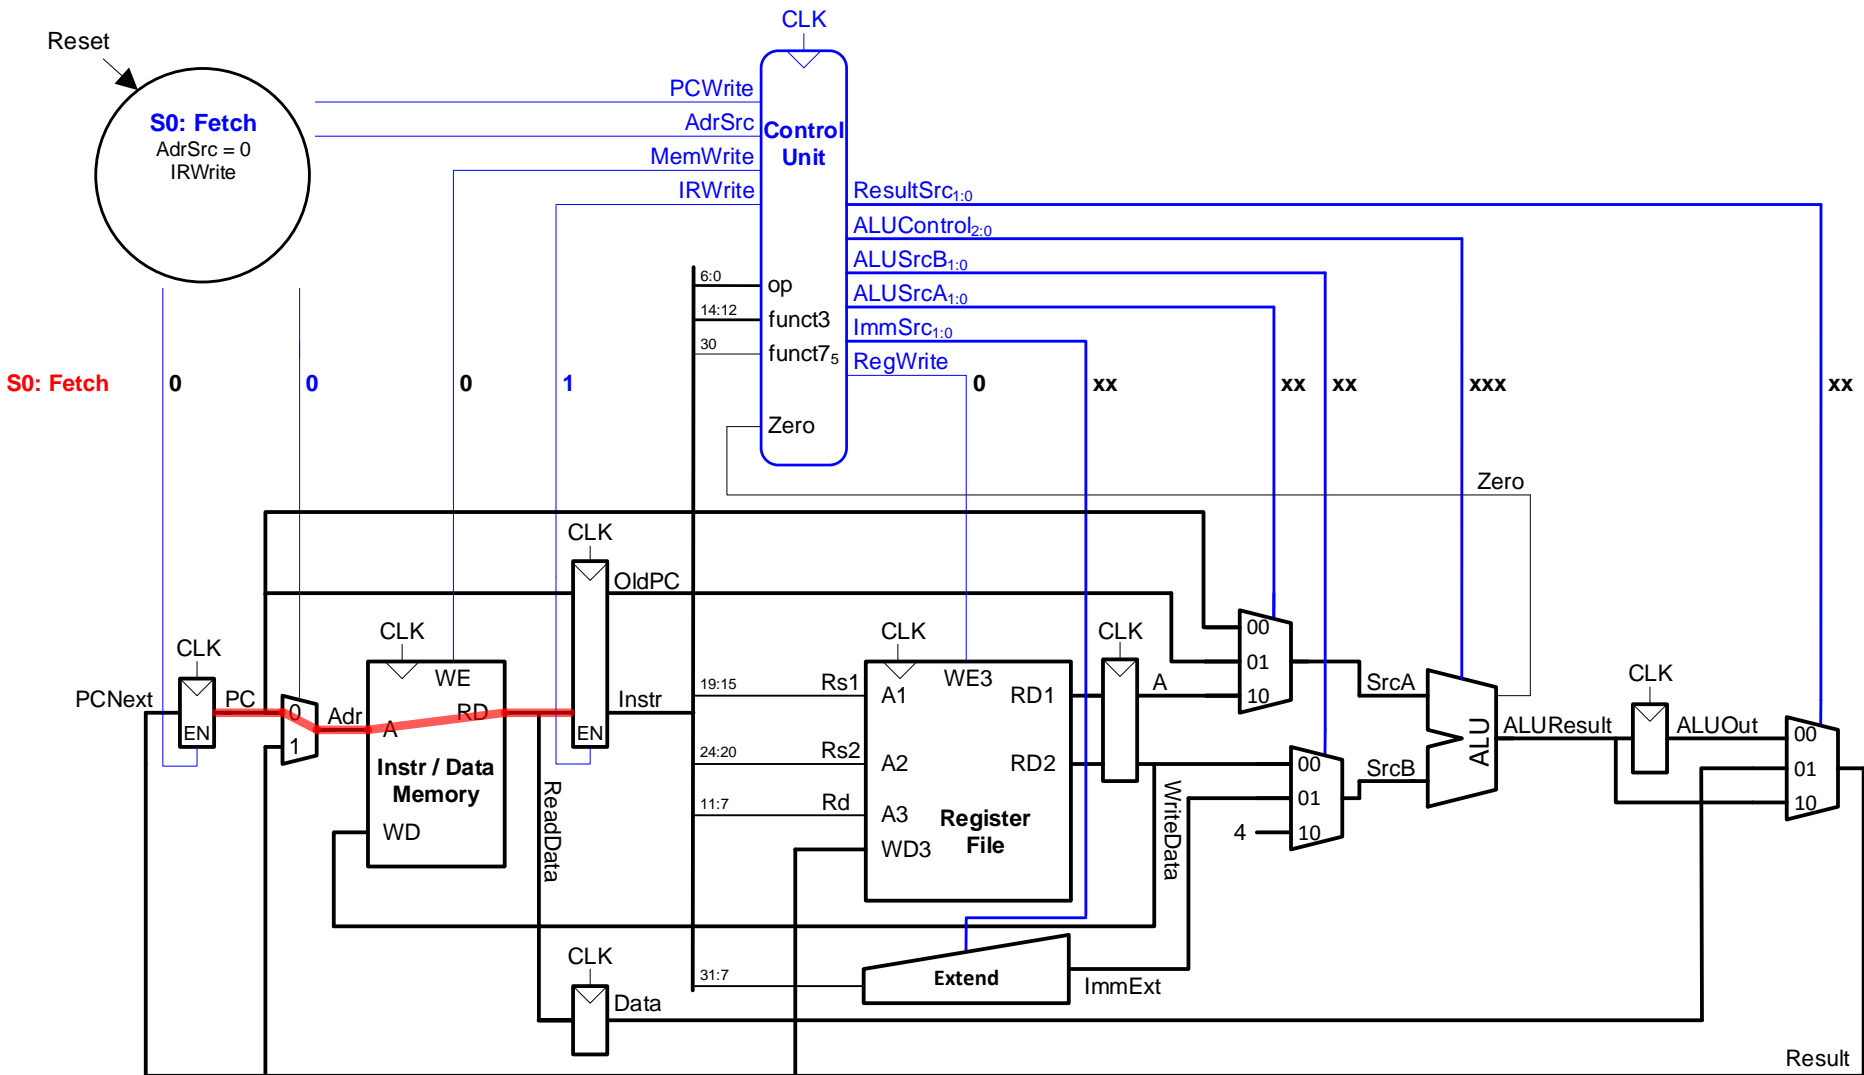 CLK
Reset
PCWrite
S0: Fetch
AdrSrc = 0
IRWrite
AdrSrc
Control
Unit
MemWrite
IRWrite
ResultSrc1:0
ALUControl2:0
ALUSrcB1:0
ALUSrcA1:0
ImmSrc1:0
RegWrite
6:0
op
14:12
funct3
30
funct75
Zero
S0: Fetch
0
0
0
1
0
xx
xx
xx
xxx
xx
Zero
CLK
OldPC
CLK
PCNext
EN
PC
0
1
Adr
CLK
WE
A
RD
Instr / Data
Memory
WD
EN
Instr
ReadData
19:15
Rs1
24:20
Rs2
11:7
Rd
31:7
CLK
WE3
A1
RD1
A2
RD2
A3
WD3
Register
File
CLK
A
WriteData
00
01
10
SrcA
00
01
4
10
SrcB
ALU
ALUResult
CLK
ALUOut
00
01
10
Extend
ImmExt
CLK
Data
Result